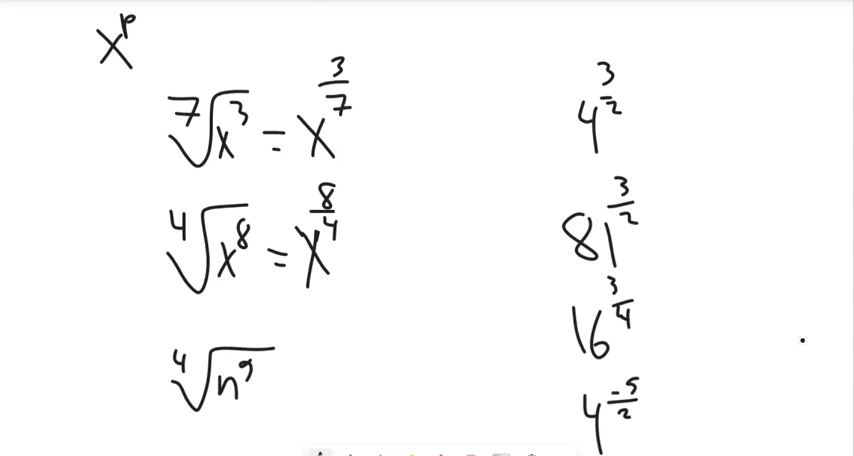 x^p
⁷√x³ = x^(3/7)
4^(3/2)
⁴√x⁸ = x^(8/4)
81^(3/2)
16^(3/4)
⁴√n⁹
4^(-5/2)